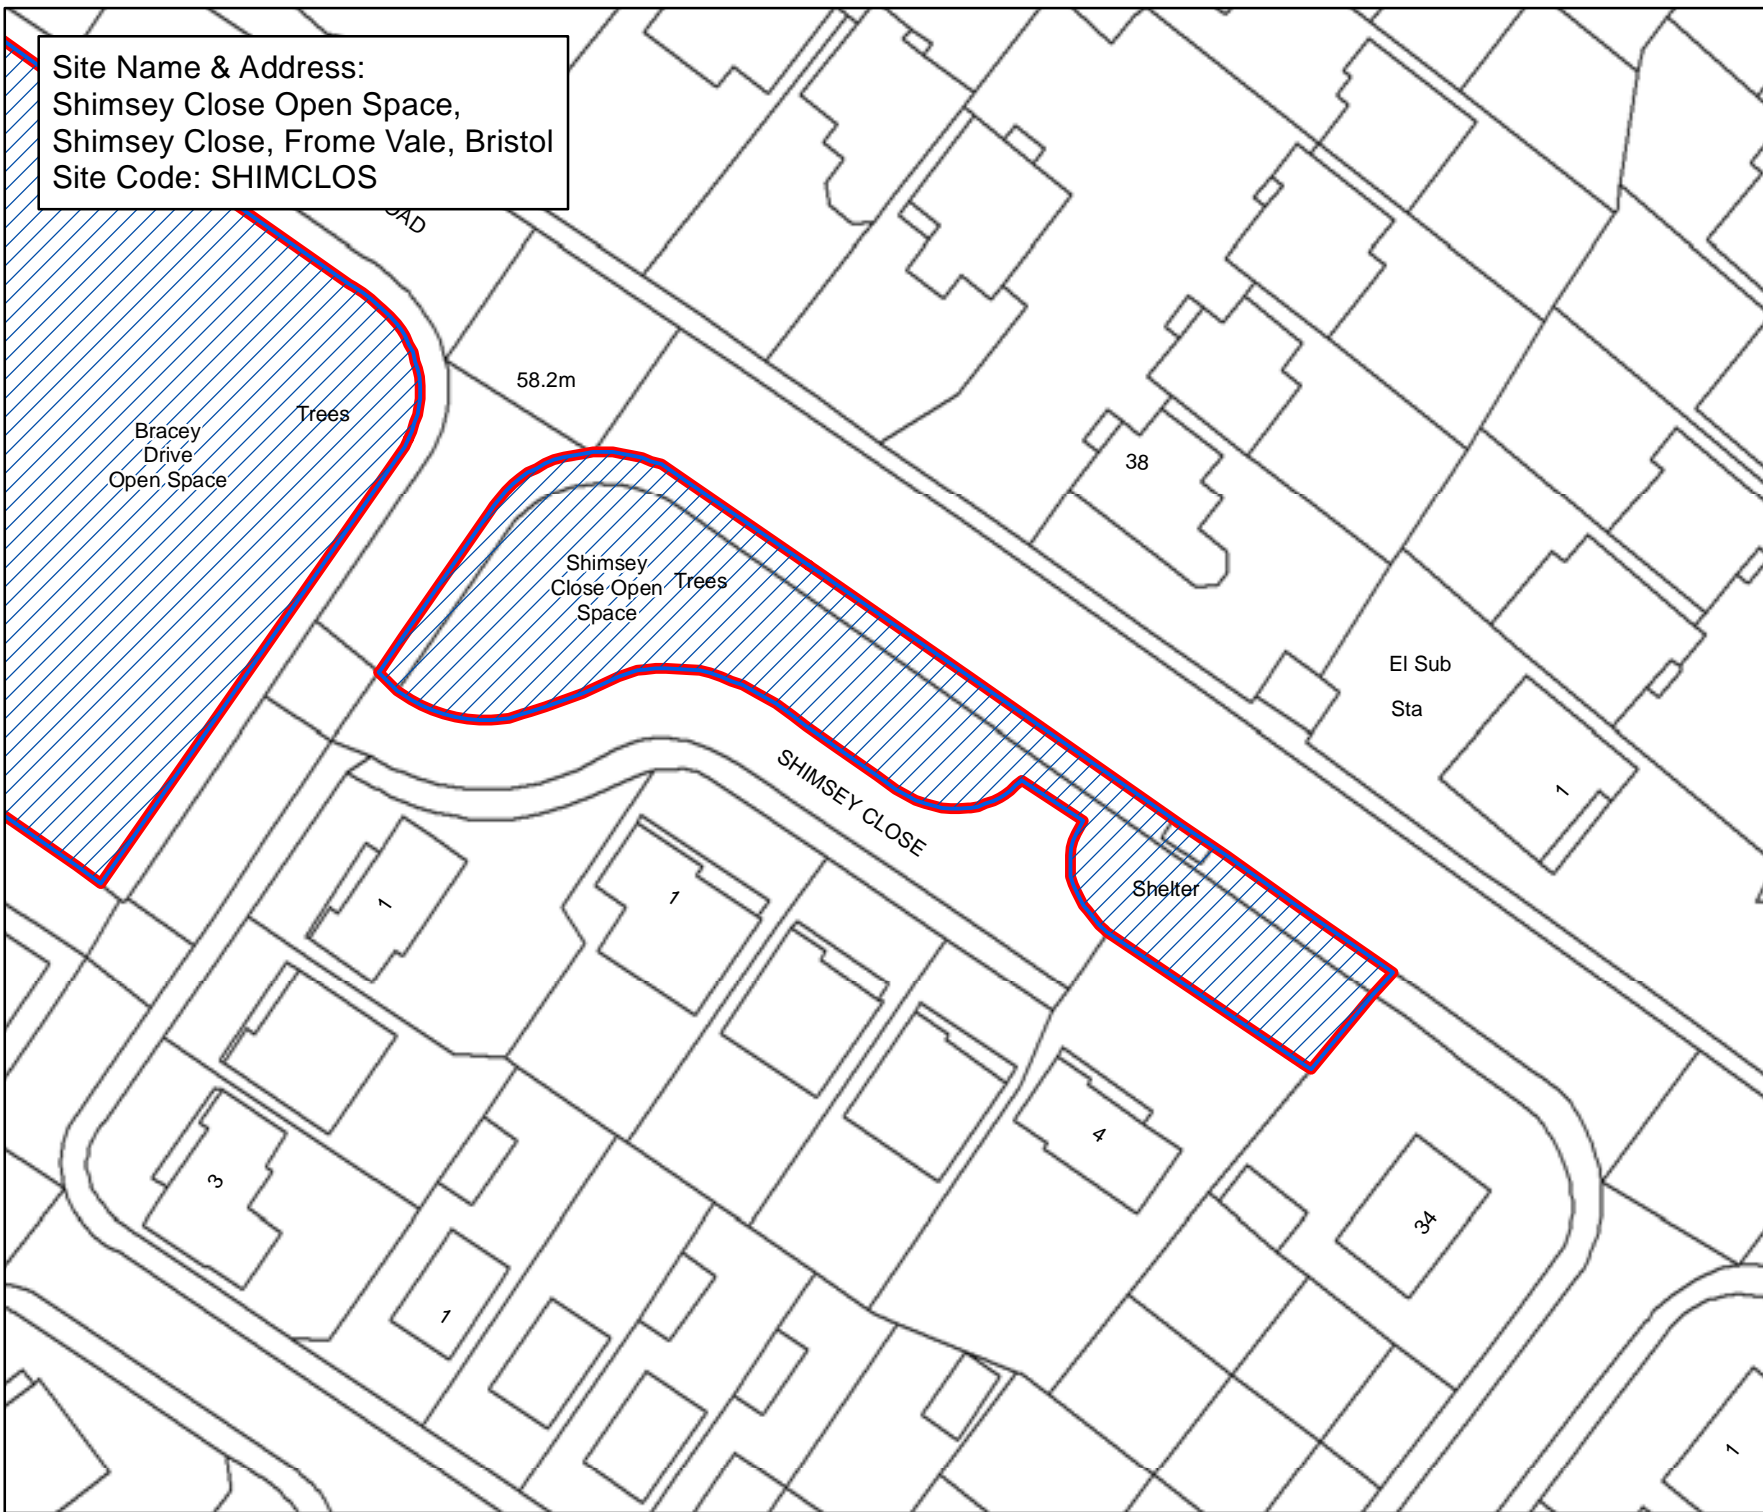 Site Name & Address:
Shimsey Close Open Space,
Shimsey Close, Frome Vale, Bristol
Site Code: SHIMCLOS
58.2m
Trees
Bracey
Drive
Open Space
38
Shimsey
Close Open
Space
Trees
El Sub
Sta
SHIMSEY CLOSE
1
Shelter
1
1
4
3
34
1
1